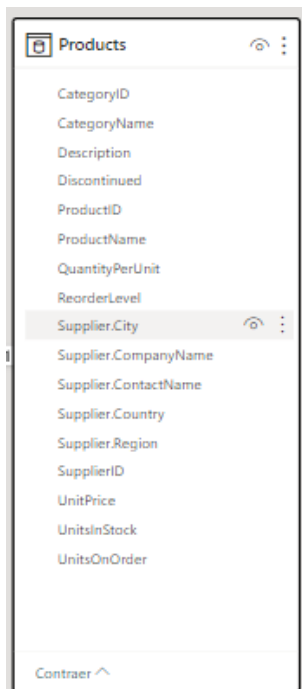 Products
CategoryID
CategoryName
Description
Discontinued
ProductID
ProductName
QuantityPerUnit
ReorderLevel
Supplier.City
Supplier.CompanyName
Supplier.ContactName
Supplier.Country
Supplier.Region
SupplierID
UnitPrice
UnitsInStock
UnitsOnOrder
Contraer